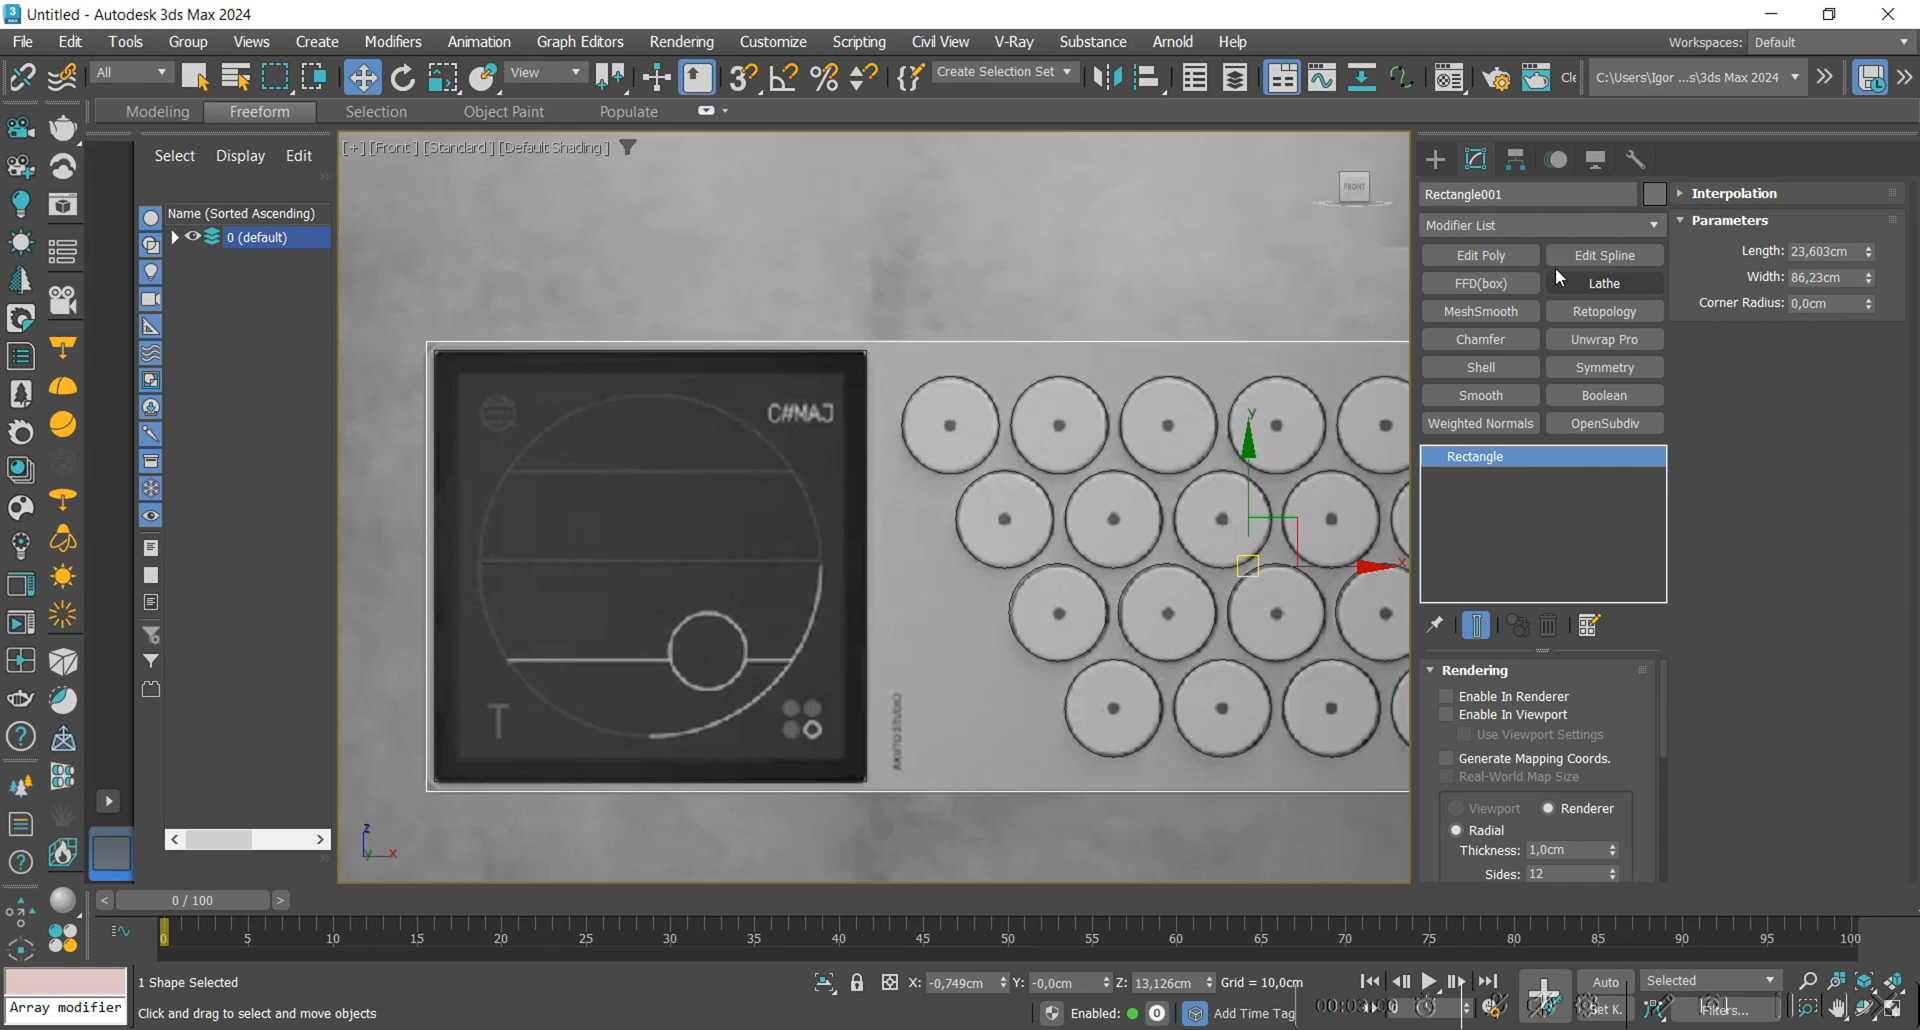 Untitled - Autodesk 3ds Max 2024
File Edit Tools Group Views Create Modifiers Animation Graph Editors Rendering Customize Scripting Civil View V-Ray Substance Arnold Help Workspaces: Default
All View Create Selection Set Cle C:\Users\Igor ...s\3ds Max 2024
Modeling Freeform Selection Object Paint Populate
Select Display Edit
Name (Sorted Ascending)
0 (default)
[+] [Front] [Standard] [Default Shading]
FRONT
C#MAJ
T
y
x
z
y x
Rectangle001
Modifier List
Edit Poly Edit Spline
FFD(box) Lathe
MeshSmooth Retopology
Chamfer Unwrap Pro
Shell Symmetry
Smooth Boolean
Weighted Normals OpenSubdiv
Rectangle
Rendering
Enable In Renderer
Enable In Viewport
Use Viewport Settings
Generate Mapping Coords.
Real-World Map Size
Viewport Renderer
Radial
Thickness: 1,0cm
Sides: 12
Interpolation
Parameters
Length: 23,603cm
Width: 86,23cm
Corner Radius: 0,0cm
< 0 / 100 >
0 5 10 15 20 25 30 35 40 45 50 55 60 65 70 75 80 85 90 95 100
Array modifier
1 Shape Selected
Click and drag to select and move objects
X: -0,749cm Y: -0,0cm Z: 13,126cm Grid = 10,0cm
Enabled: 0 Add Time Tag
Auto Selected
Set K. Filters...